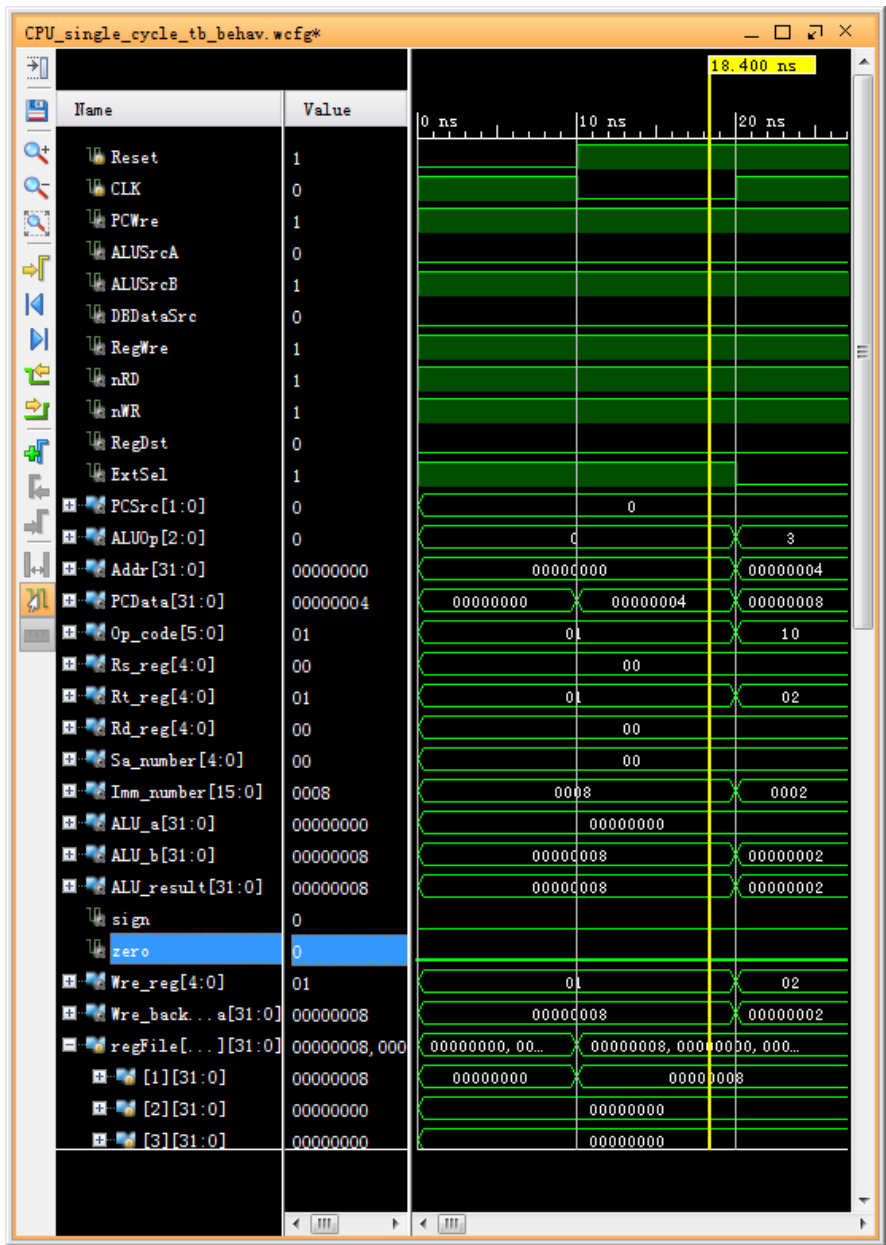 CPU_single_cycle_tb_behav.wcfg*
18.400 ns
Name Value
0 ns 10 ns 20 ns
Reset 1
CLK 0
PCWre 1
ALUSrcA 0
ALUSrcB 1
DBDataSrc 0
RegWre 1
nRD 1
nWR 1
RegDst 0
ExtSel 1
PCSrc[1:0] 0 0
ALUOp[2:0] 0 0 3
Addr[31:0] 00000000 00000000 00000004
PCData[31:0] 00000004 00000000 00000004 00000008
Op_code[5:0] 01 01 10
Rs_reg[4:0] 00 00
Rt_reg[4:0] 01 01 02
Rd_reg[4:0] 00 00
Sa_number[4:0] 00 00
Imm_number[15:0] 0008 0008 0002
ALU_a[31:0] 00000000 00000000
ALU_b[31:0] 00000008 00000008 00000002
ALU_result[31:0] 00000008 00000008 00000002
sign 0
zero 0
Wre_reg[4:0] 01 01 02
Wre_back...a[31:0] 00000008 00000008 00000002
regFile[...][31:0] 00000008,000 00000000, 00... 00000008, 00000000, 000...
[1][31:0] 00000008 00000000 00000008
[2][31:0] 00000000 00000000
[3][31:0] 00000000 00000000